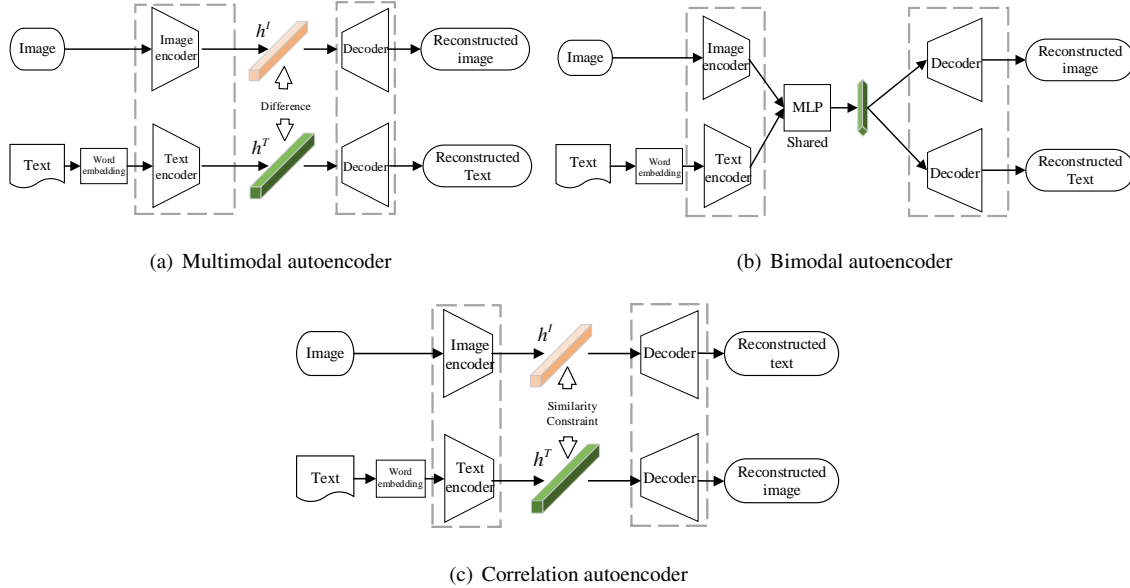 Image
Image
encoder
h^I
Decoder
Reconstructed
image
Difference
Text
Word
embedding
Text
encoder
h^T
Decoder
Reconstructed
Text
(a) Multimodal autoencoder
Image
Image
encoder
MLP
Shared
Decoder
Reconstructed
image
Text
Word
embedding
Text
encoder
Decoder
Reconstructed
Text
(b) Bimodal autoencoder
Image
Image
encoder
h^I
Decoder
Reconstructed
text
Similarity
Constraint
Text
Word
embedding
Text
encoder
h^T
Decoder
Reconstructed
image
(c) Correlation autoencoder